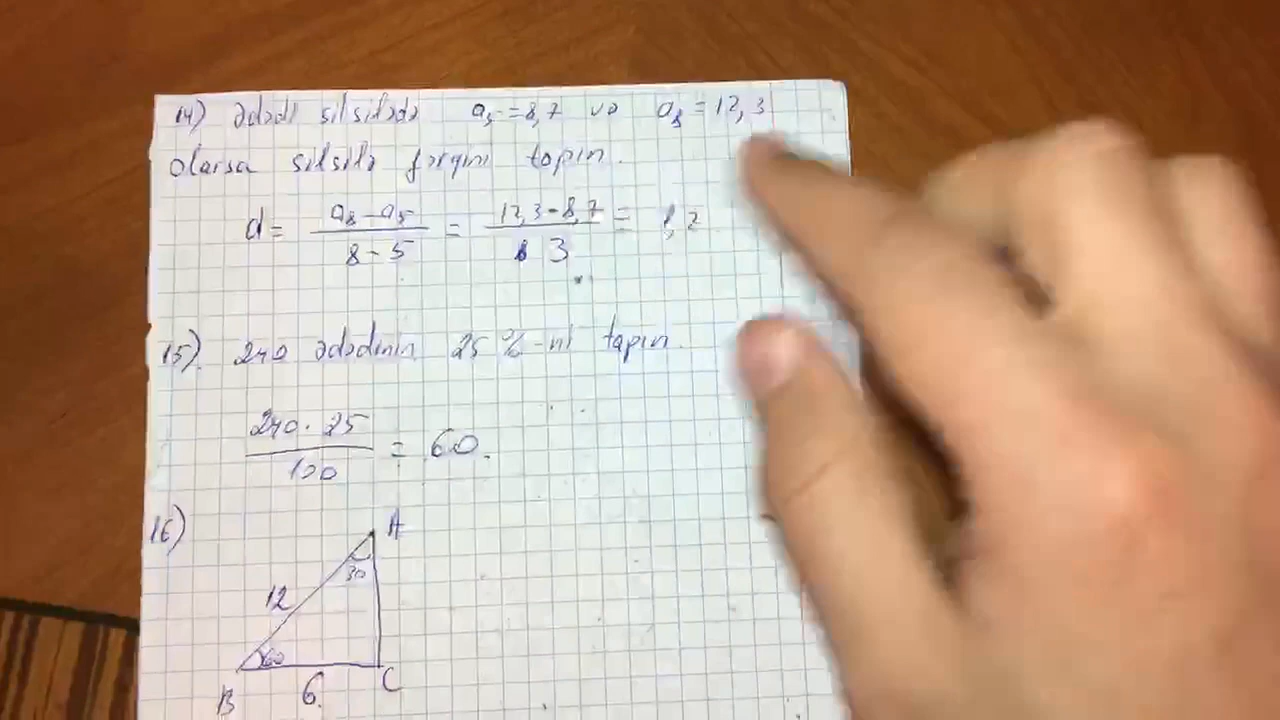 14) Ədədi silsilədə a₅ = 8,7 və a₈ = 12,3
olarsa silsilə fərqini tapın.
d = (a₈ - a₅)/(8 - 5) = (12,3 - 8,7)/3 = 1,2
15). 240 ədədinin 25 %-ni tapın.
(240 · 25)/100 = 60.
16)
A
30
12
60
B 6 C